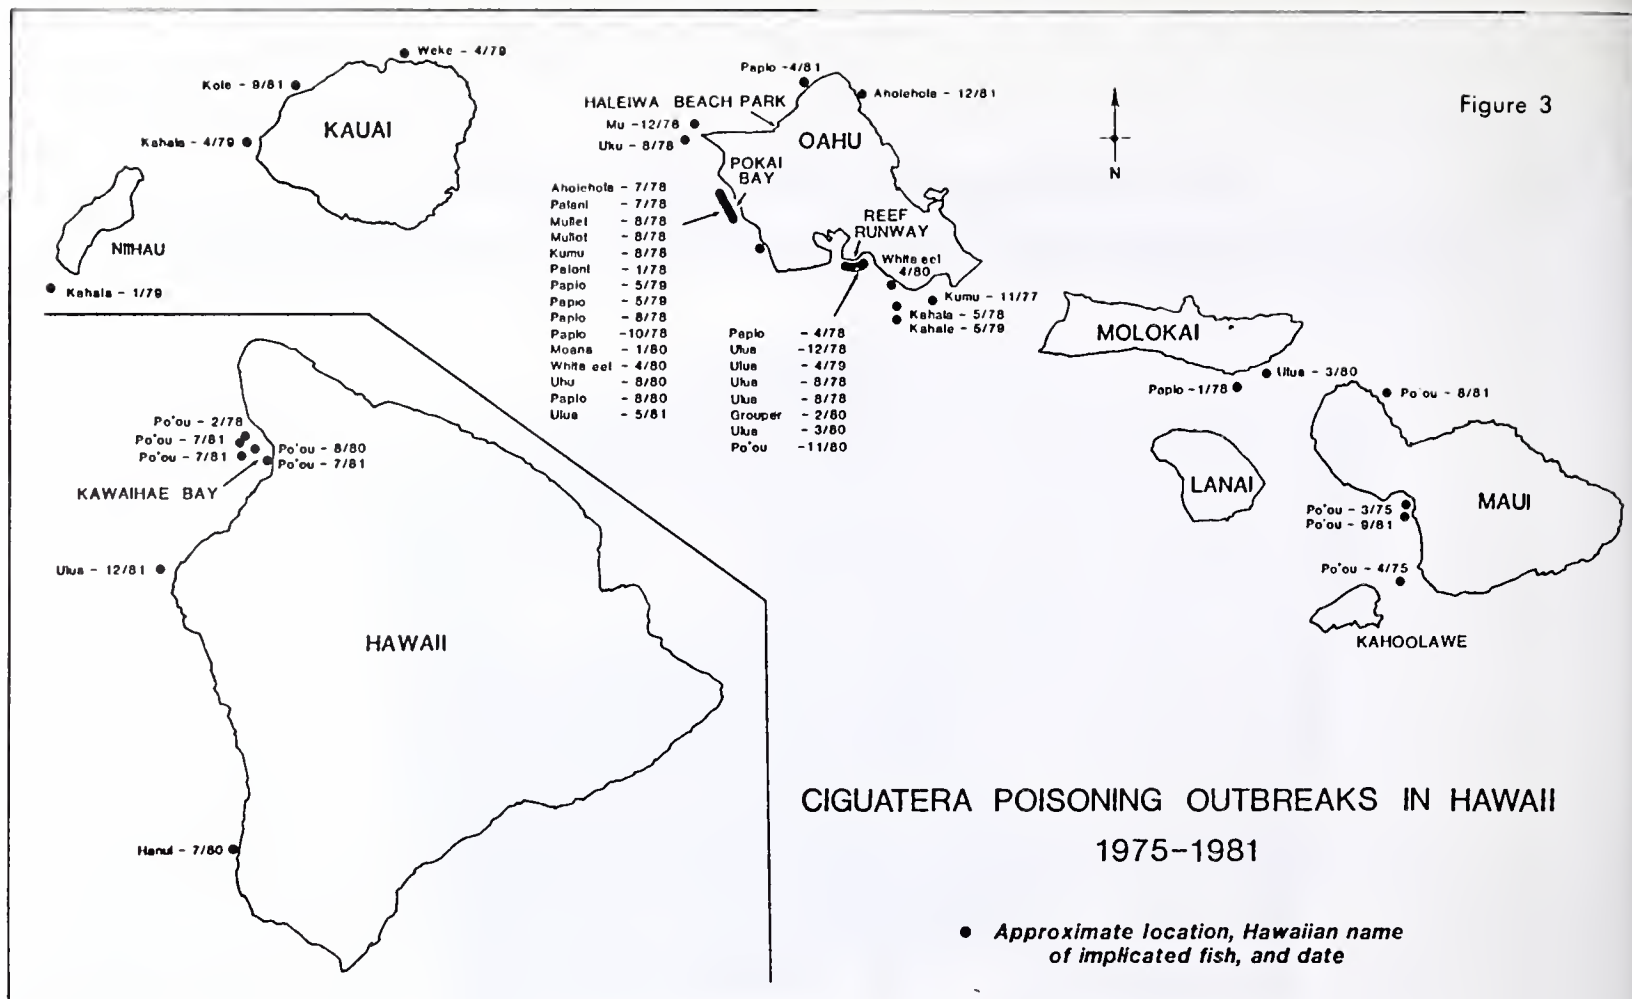 Figure 3
Weke - 4/79
Kole - 9/81
KAUAI
Kahala - 4/79
NIIHAU
Kahala - 1/79
Papio - 4/81
HALEIWA BEACH PARK
Aholehole - 12/81
Mu - 12/78
OAHU
Uku - 8/78
POKAI
BAY
N
Aholehole - 7/78
Palani - 7/78
Mullet - 8/78
Mullet - 8/78
Kumu - 8/78
Palani - 1/78
Papio - 5/79
Papio - 5/79
Papio - 8/78
Papio - 10/78
Moana - 1/80
White eel - 4/80
Uhu - 8/80
Papio - 8/80
Ulua - 5/81
REEF
RUNWAY
White eel
4/80
Kumu - 11/77
Kahala - 5/78
Kahala - 5/79
Papio - 4/78
Ulua - 12/78
Ulua - 4/79
Ulua - 8/78
Ulua - 8/78
Grouper - 2/80
Ulua - 3/80
Po'ou - 11/80
MOLOKAI
Ulua - 3/80
Papio - 1/78
Po'ou - 8/81
LANAI
MAUI
Po'ou - 3/75
Po'ou - 9/81
Po'ou - 4/75
KAHOOLAWE
Po'ou - 2/78
Po'ou - 7/81
Po'ou - 8/80
Po'ou - 7/81
Po'ou - 7/81
KAWAIHAE BAY
Ulua - 12/81
HAWAII
Hanui - 7/80
CIGUATERA POISONING OUTBREAKS IN HAWAII
1975-1981
● Approximate location, Hawaiian name
of implicated fish, and date